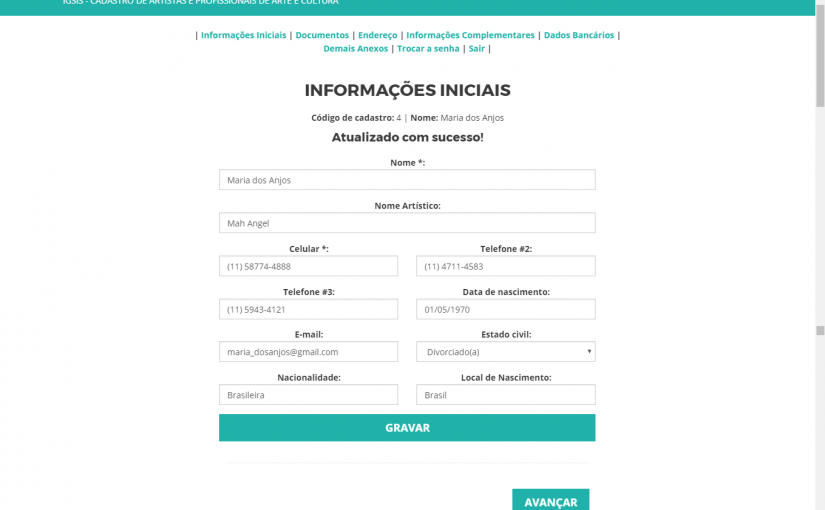 IGSIS - CADASTRO DE ARTISTAS E PROFISSIONAIS DE ARTE E CULTURA
| Informações Iniciais | Documentos | Endereço | Informações Complementares | Dados Bancários |
Demais Anexos | Trocar a senha | Sair |
INFORMAÇÕES INICIAIS
Código de cadastro: 4 | Nome: Maria dos Anjos
Atualizado com sucesso!
Nome *:
Maria dos Anjos
Nome Artístico:
Mah Angel
Celular *: Telefone #2:
(11) 58774-4888 (11) 4711-4583
Telefone #3: Data de nascimento:
(11) 5943-4121 01/05/1970
E-mail: Estado civil:
maria_dosanjos@gmail.com Divorciado(a)
Nacionalidade: Local de Nascimento:
Brasileira Brasil
GRAVAR
AVANÇAR